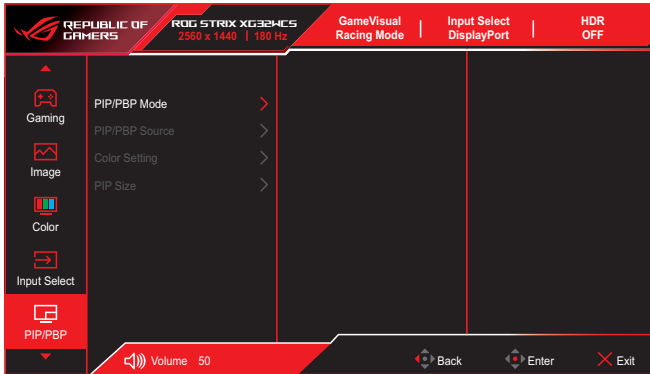 REPUBLIC OF
GAMERS
ROG STRIX XG32WCS
2560 x 1440 | 180 Hz
GameVisual
Racing Mode
Input Select
DisplayPort
HDR
OFF
Gaming
Image
Color
Input Select
PIP/PBP
PIP/PBP Mode
PIP/PBP Source
Color Setting
PIP Size
Volume 50
Back
Enter
Exit